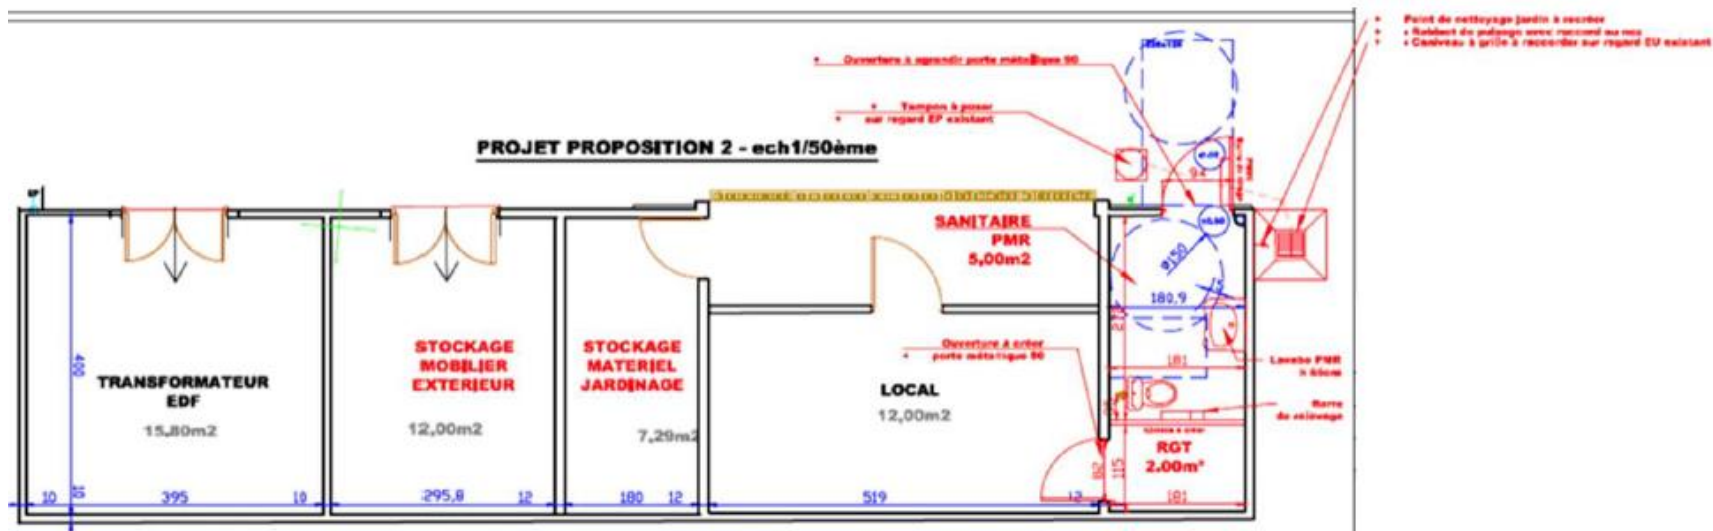 Point de nettoyage jardin à recréer
Robinet de puisage avec raccord au nez
Caniveau à grille à raccorder sur regard EU existant
Ouverture à agrandir porte métallique 90
Tampon à poser
sur regard EP existant
PROJET PROPOSITION 2 - ech1/50ème
94
EP
SANITAIRE
PMR
5,00m2
Ø150
180,9
Ouverture à créer
porte métallique 90
181
Lavabo PMR
Barre
de relevage
STOCKAGE
MOBILIER
EXTERIEUR
12,00m2
STOCKAGE
MATERIEL
JARDINAGE
7,29m2
TRANSFORMATEUR
EDF
15,80m2
400
LOCAL
12,00m2
RGT
2.00m²
82
115
10
10
395
10
295,8
12
180
12
519
12
181